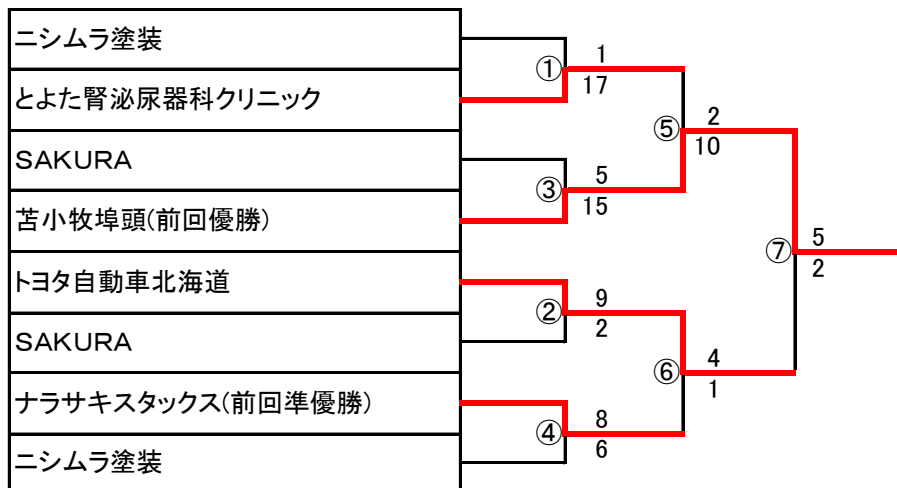 ニシムラ塗装
とよた腎泌尿器科クリニック
SAKURA
苫小牧埠頭(前回優勝)
トヨタ自動車北海道
SAKURA
ナラサキスタックス(前回準優勝)
ニシムラ塗装
①
1
17
③
5
15
②
9
2
④
8
6
⑤
2
10
⑥
4
1
⑦
5
2